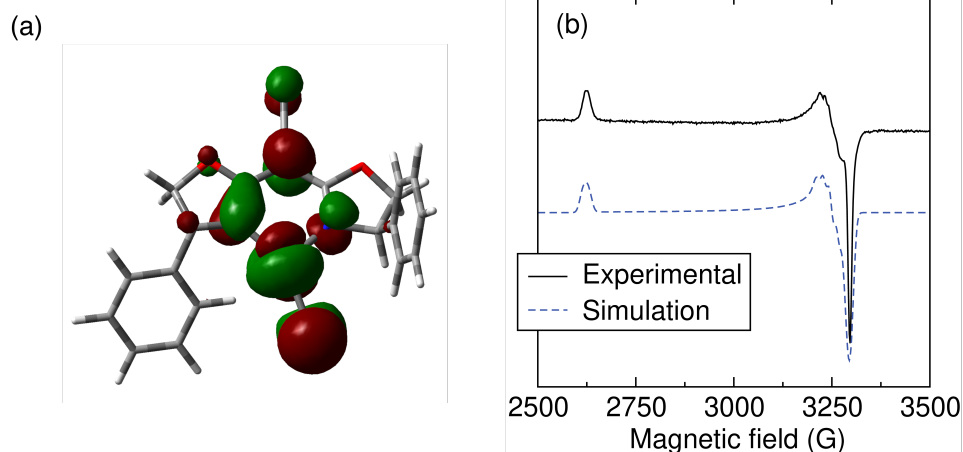 (a)
(b)
Experimental
Simulation
2500 2750 3000 3250 3500
Magnetic field (G)